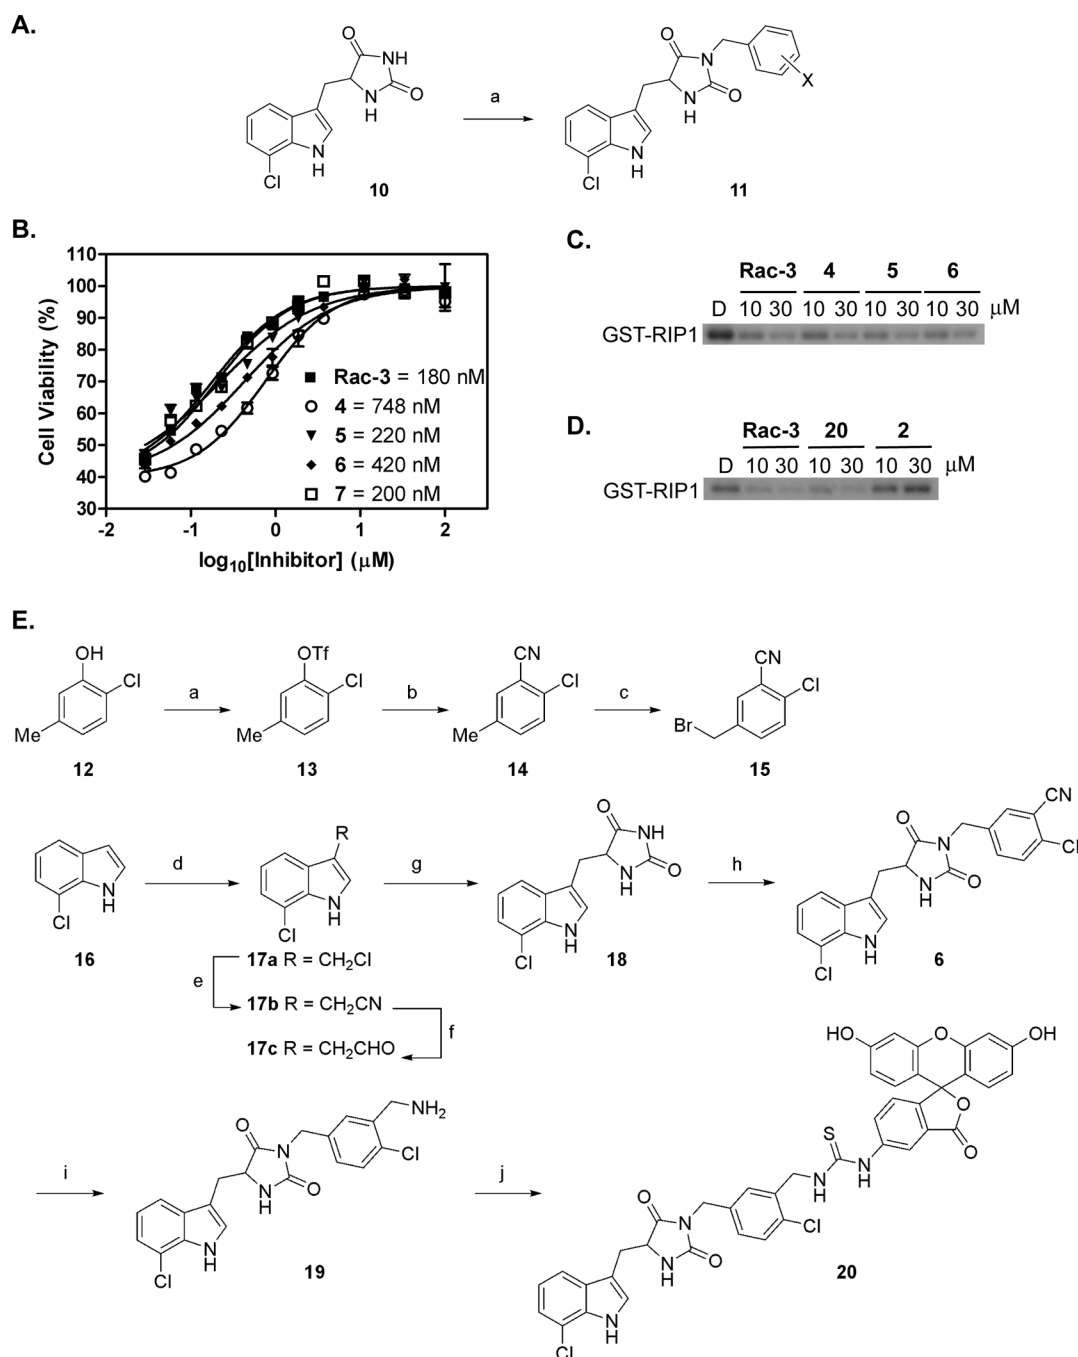 A.
O NH O N H N H Cl 10
a
O N N H O X N H Cl 11
B.
110
100
90
80
70
60
50
40
30
Cell Viability (%)
Rac-3 = 180 nM
4 = 748 nM
5 = 220 nM
6 = 420 nM
7 = 200 nM
-2 -1 0 1 2
log10[Inhibitor] (μM)
C.
Rac-3 4 5 6
D 10 30 10 30 10 30 10 30 μM
GST-RIP1
D.
Rac-3 20 2
D 10 30 10 30 10 30 μM
GST-RIP1
E.
OH Cl Me 12
a
OTf Cl Me 13
b
CN Cl Me 14
c
CN Cl Br 15
N H Cl 16
d
R N H Cl
17a R = CH2Cl
e
17b R = CH2CN
f
17c R = CH2CHO
g
O NH O N H N H Cl 18
h
CN Cl O N O N H N H Cl 6
i
NH2 Cl O N O N H N H Cl 19
j
HO O OH O O S N H N H Cl O N O N H N H Cl 20